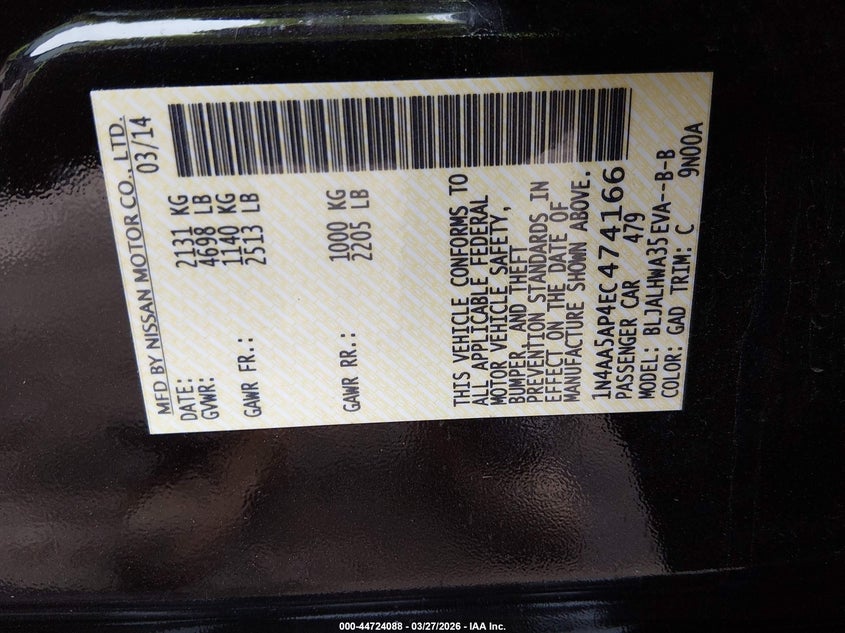 MFD BY NISSAN MOTOR CO., LTD.
DATE: 03/14
GVWR: 2131 KG
4698 LB
GAWR FR.: 1140 KG
2513 LB
GAWR RR.: 1000 KG
2205 LB
THIS VEHICLE CONFORMS TO
ALL APPLICABLE FEDERAL
MOTOR VEHICLE SAFETY,
BUMPER, AND THEFT
PREVENTION STANDARDS IN
EFFECT ON THE DATE OF
MANUFACTURE SHOWN ABOVE.
1N4AA5AP4EC474166
PASSENGER CAR 479
MODEL: BLJALHWA35EVA--B-B
COLOR: GAD TRIM: C 9N00A
000-44724088 - 03/27/2026 - IAA Inc.